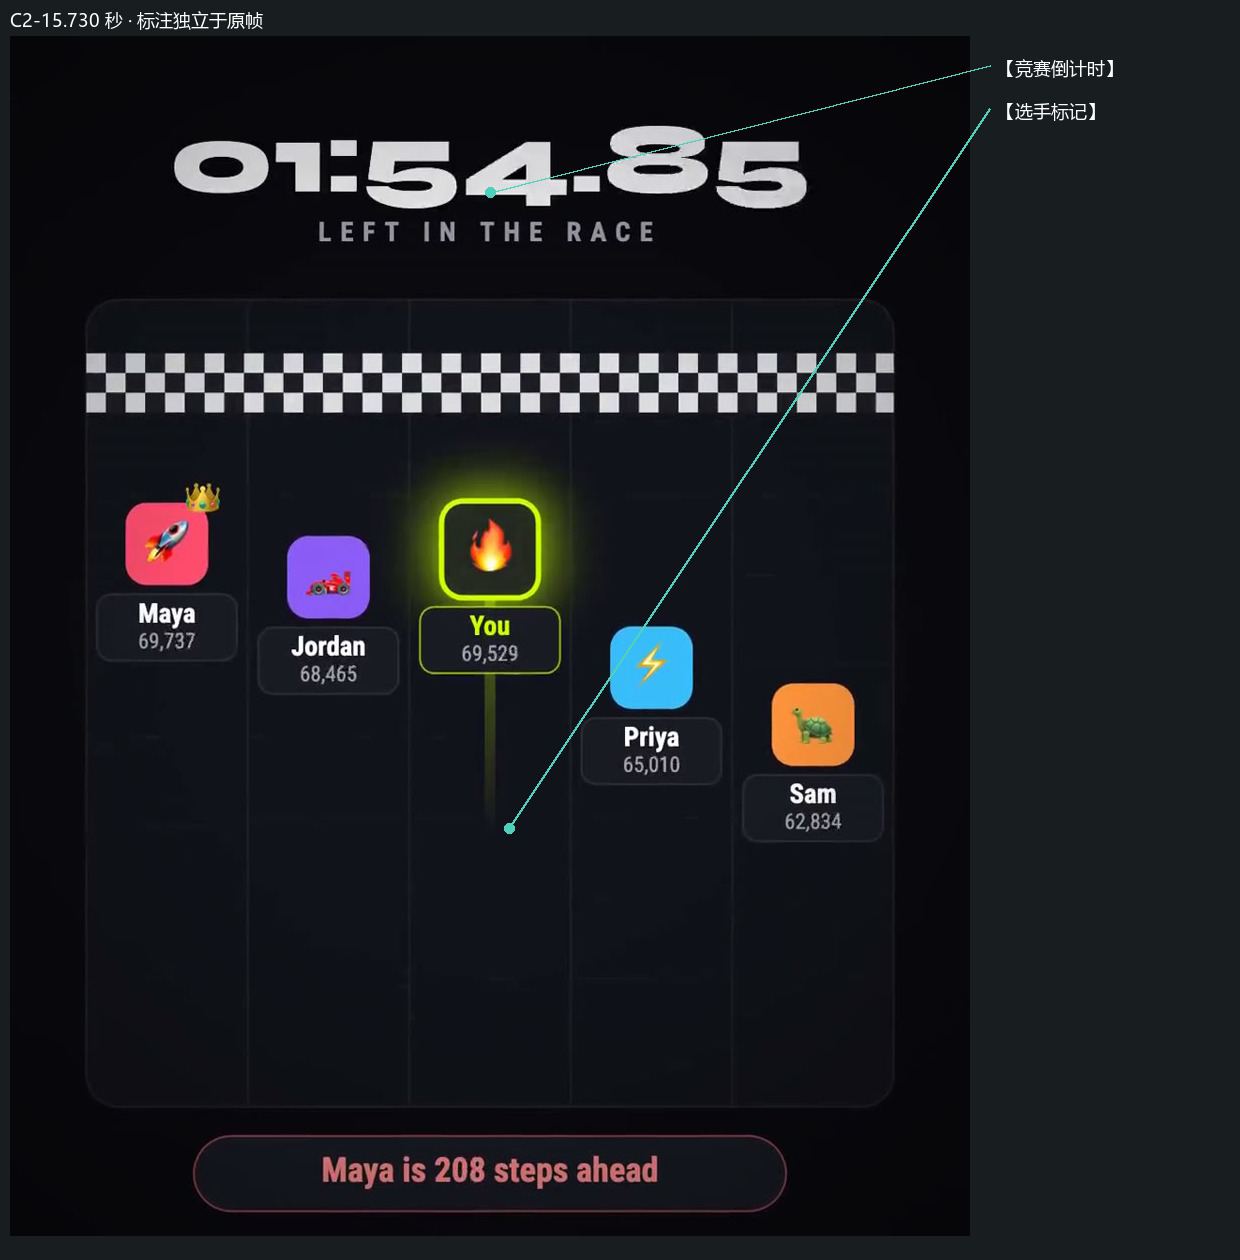 C2-15.730 秒 · 标注独立于原帧
【竞赛倒计时】
【选手标记】
01:54.85
LEFT IN THE RACE
Maya
69,737
Jordan
68,465
You
69,529
Priya
65,010
Sam
62,834
Maya is 208 steps ahead